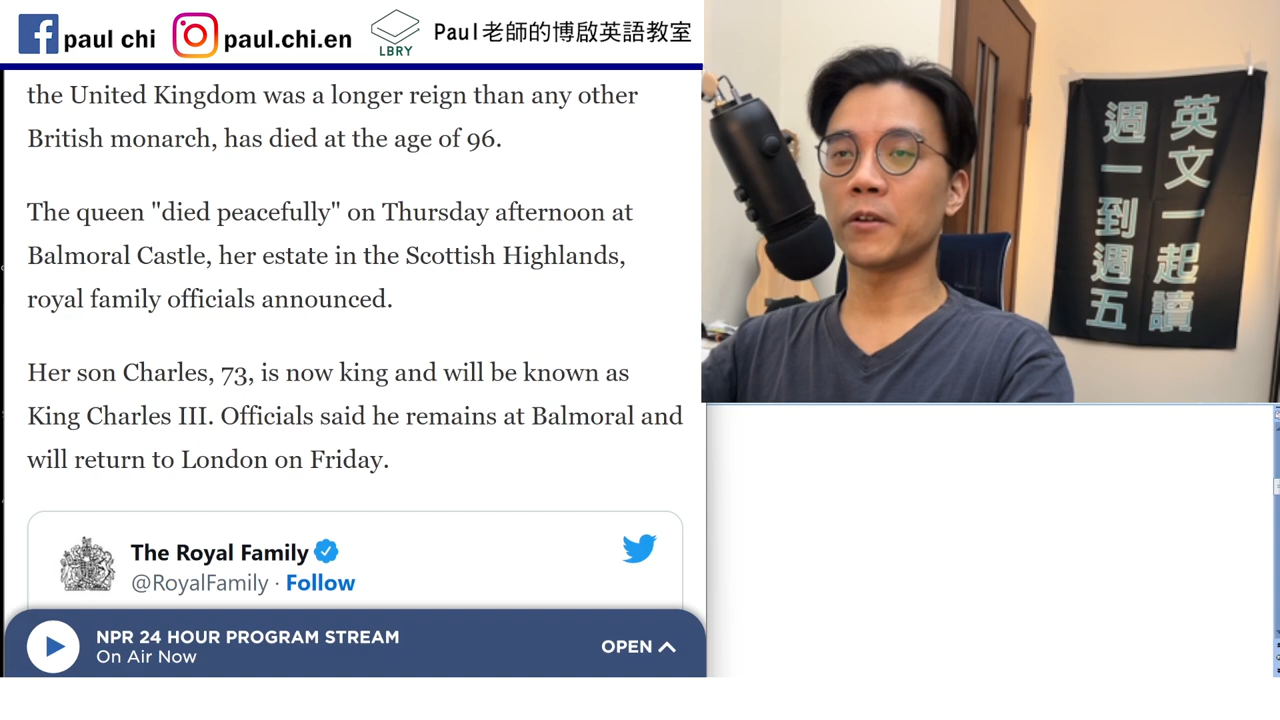 paul chi
paul.chi.en
LBRY
Paul老師的博啟英語教室
the United Kingdom was a longer reign than any other
British monarch, has died at the age of 96.
The queen "died peacefully" on Thursday afternoon at
Balmoral Castle, her estate in the Scottish Highlands,
royal family officials announced.
Her son Charles, 73, is now king and will be known as
King Charles III. Officials said he remains at Balmoral and
will return to London on Friday.
The Royal Family
@RoyalFamily · Follow
NPR 24 HOUR PROGRAM STREAM
On Air Now
OPEN
英文一起讀
週一到週五